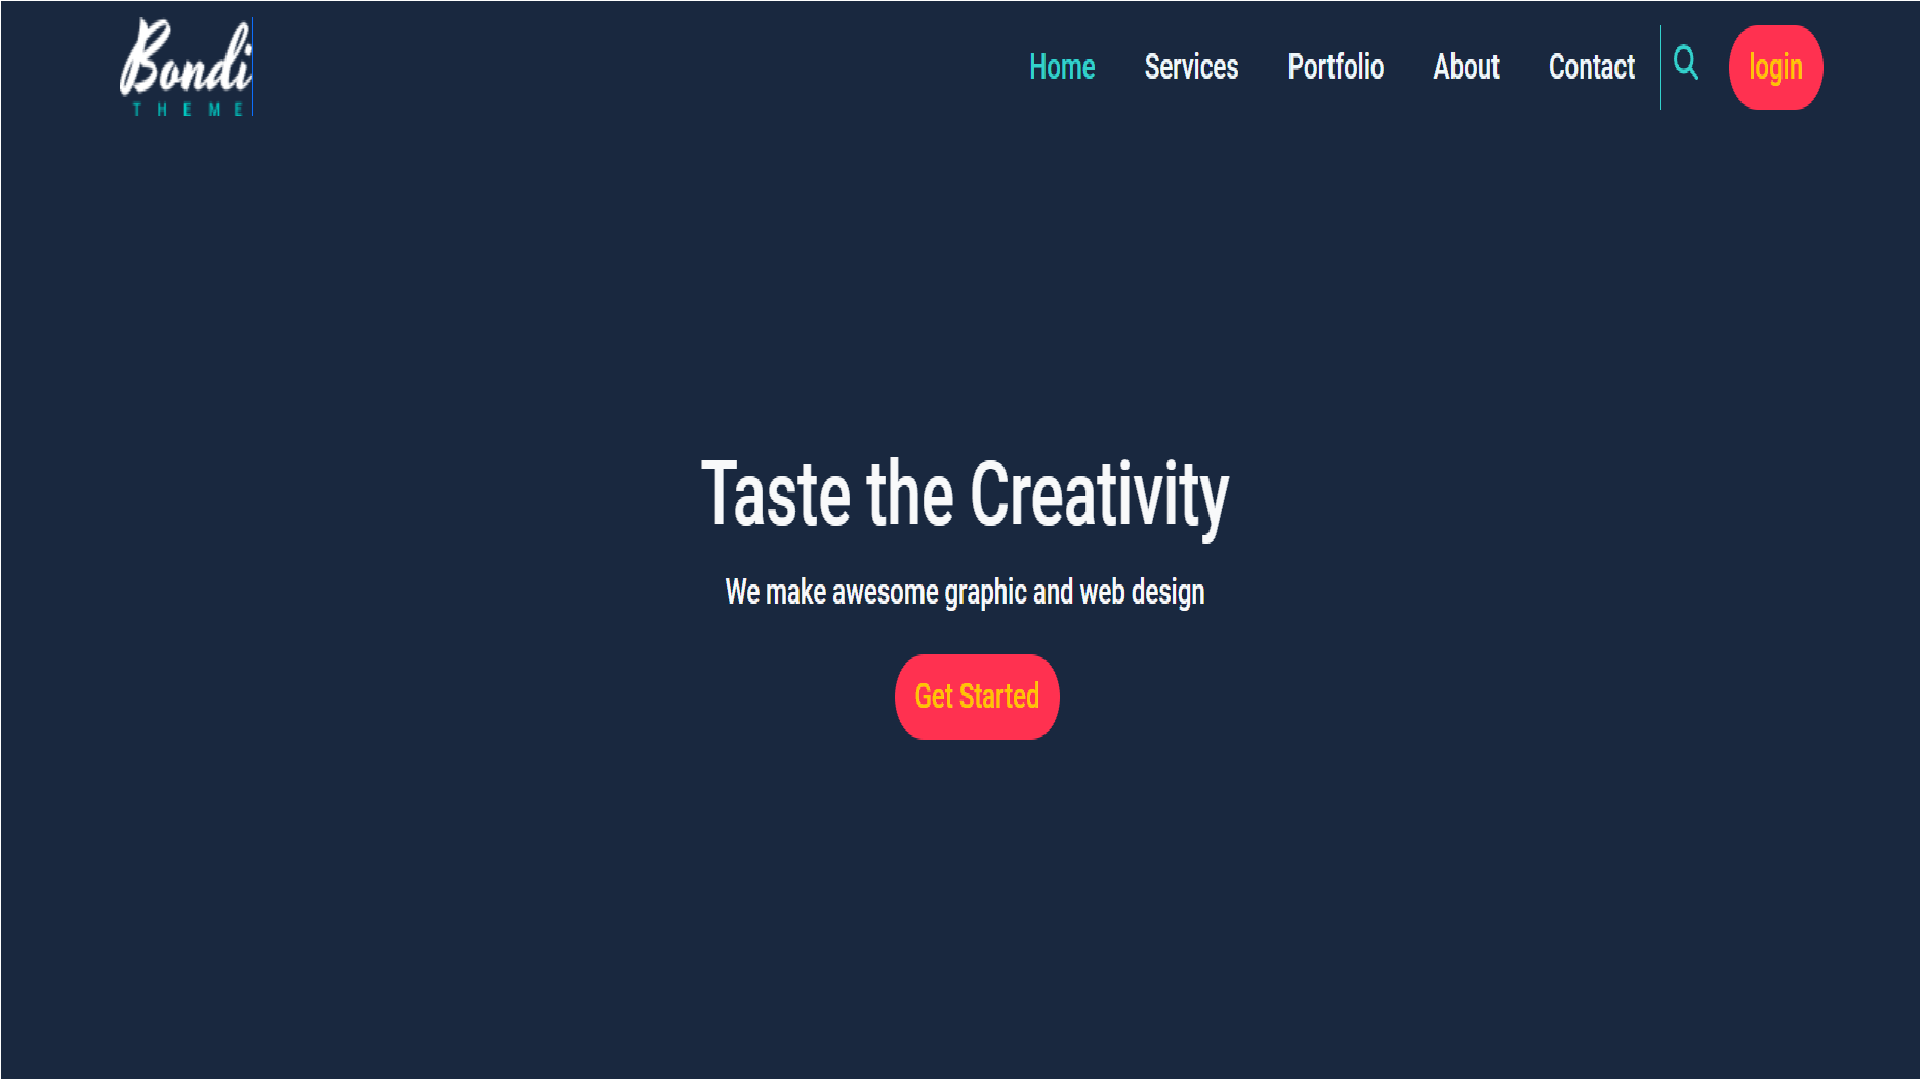 Bondi
THEME
Home Services Portfolio About Contact login
Taste the Creativity
We make awesome graphic and web design
Get Started